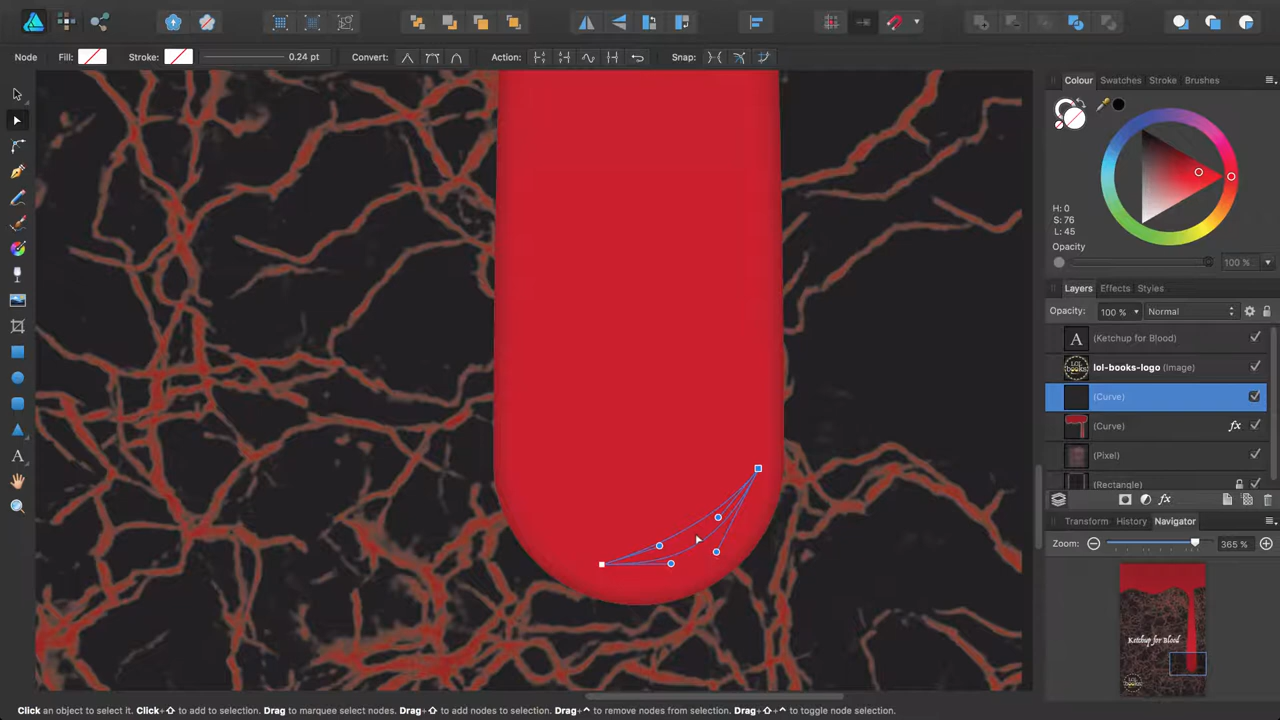 Node
Fill:
Stroke:
0.24 pt
Convert:
Action:
Snap:
Colour
Swatches
Stroke
Brushes
H: 0
S: 76
L: 45
Opacity
100 %
Layers
Effects
Styles
Opacity:
100 %
Normal
A
(Ketchup for Blood)
lol-books-logo (Image)
(Curve)
(Curve)
fx
(Pixel)
(Rectangle)
fx
Transform
History
Navigator
Zoom:
365 %
Ketchup for Blood
Click an object to select it. Click+⇧ to add to selection. Drag to marquee select nodes. Drag+⇧ to add nodes to selection. Drag+⌃ to remove nodes from selection. Drag+⇧+⌃ to toggle node selection.